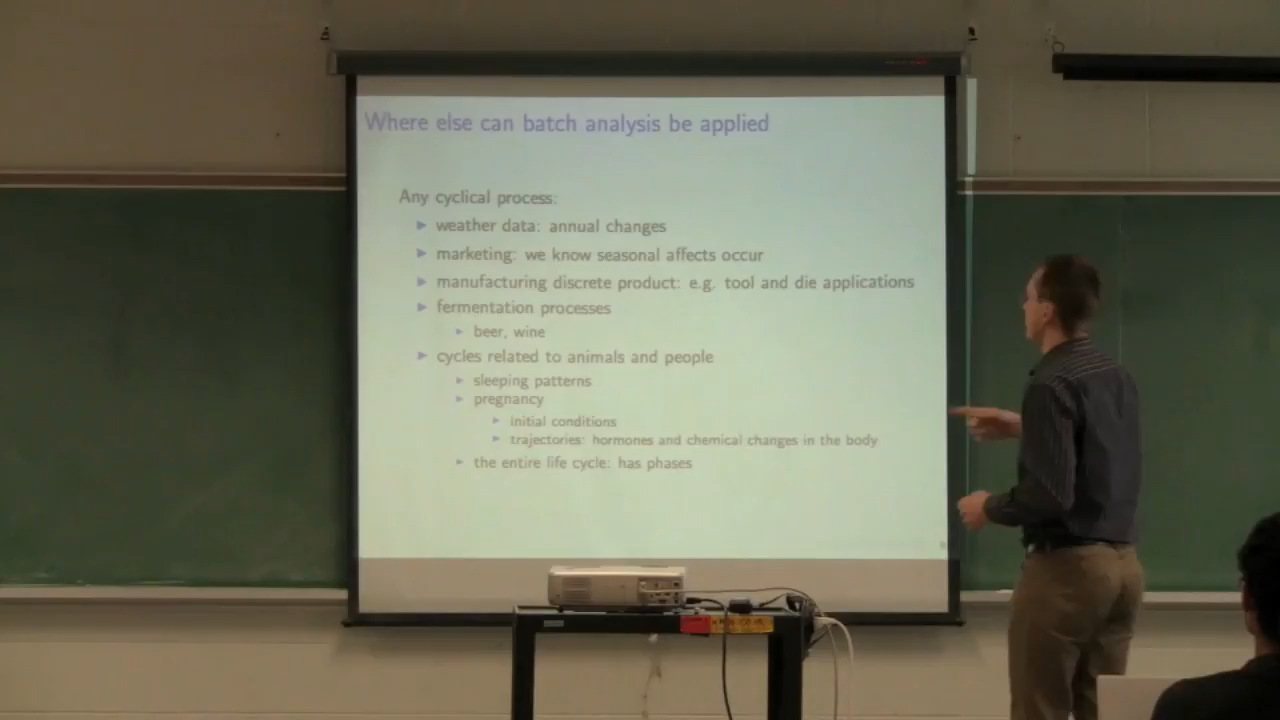 Where else can batch analysis be applied
Any cyclical process:
weather data: annual changes
marketing: we know seasonal affects occur
manufacturing discrete product: e.g. tool and die applications
fermentation processes
beer, wine
cycles related to animals and people
sleeping patterns
pregnancy
initial conditions
trajectories: hormones and chemical changes in the body
the entire life cycle: has phases